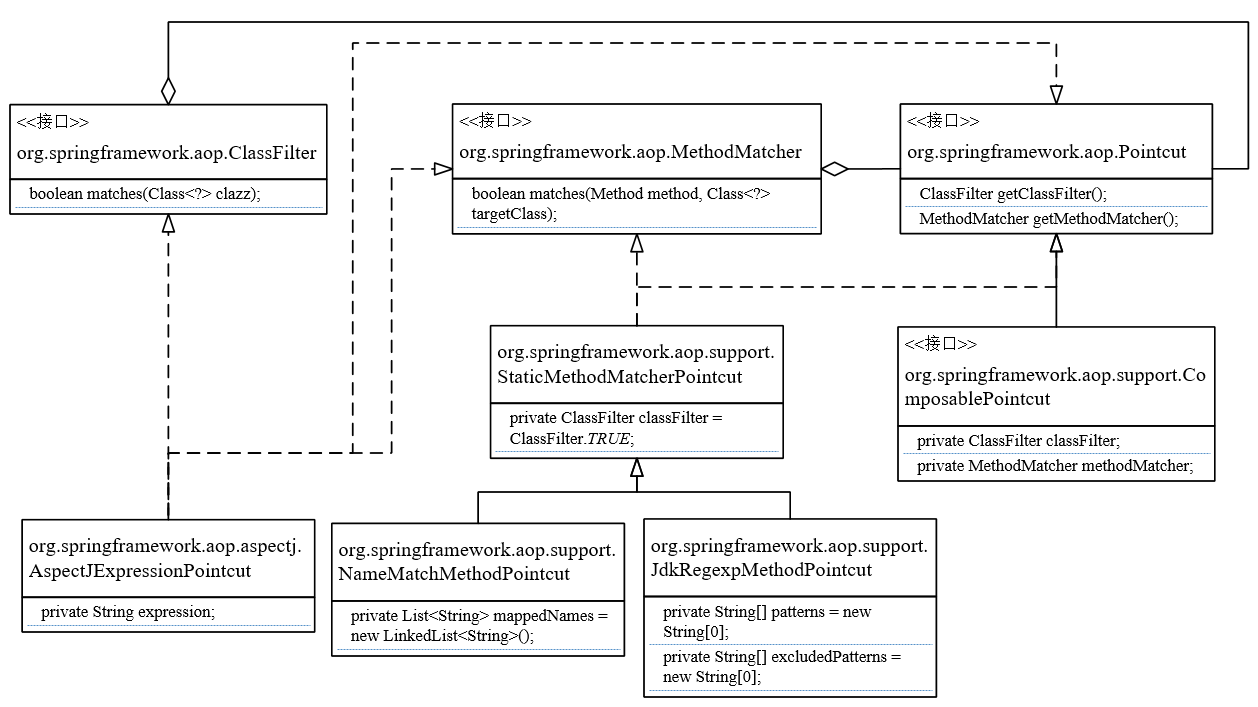 <<接口>>
org.springframework.aop.ClassFilter
boolean matches(Class<?> clazz);
<<接口>>
org.springframework.aop.MethodMatcher
boolean matches(Method method, Class<?>
targetClass);
<<接口>>
org.springframework.aop.Pointcut
ClassFilter getClassFilter();
MethodMatcher getMethodMatcher();
org.springframework.aop.support.
StaticMethodMatcherPointcut
private ClassFilter classFilter =
ClassFilter.TRUE;
<<接口>>
org.springframework.aop.support.Co
mposablePointcut
private ClassFilter classFilter;
private MethodMatcher methodMatcher;
org.springframework.aop.aspectj.
AspectJExpressionPointcut
private String expression;
org.springframework.aop.support.
NameMatchMethodPointcut
private List<String> mappedNames =
new LinkedList<String>();
org.springframework.aop.support.
JdkRegexpMethodPointcut
private String[] patterns = new
String[0];
private String[] excludedPatterns =
new String[0];